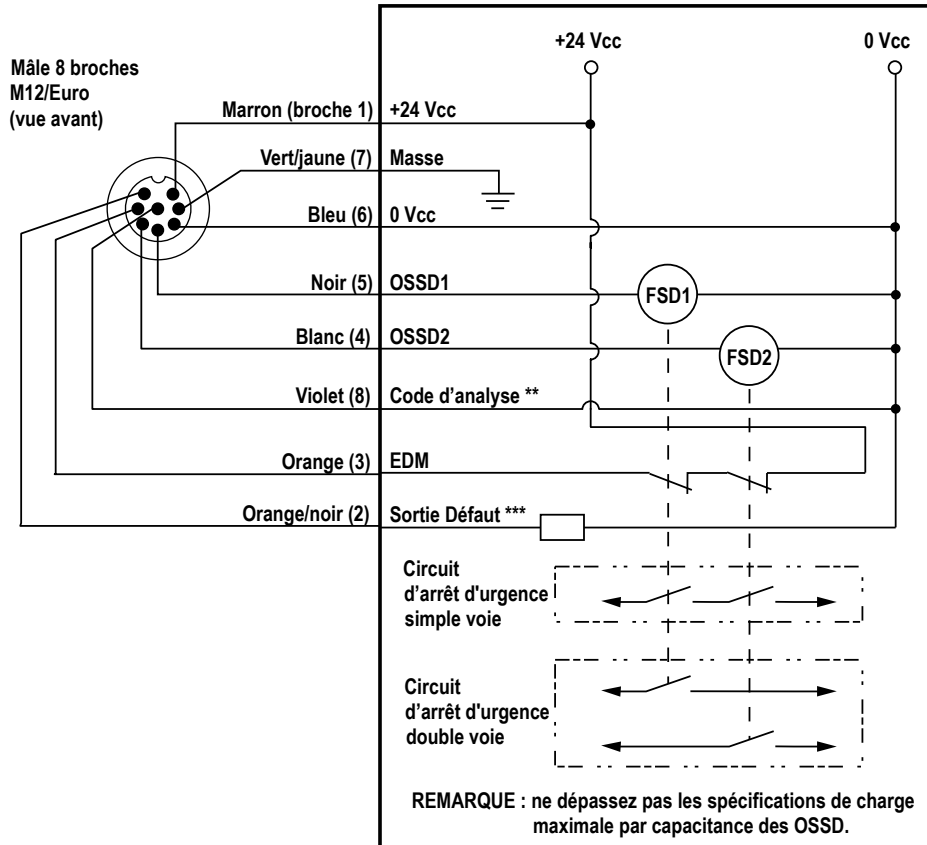 +24 Vcc
0 Vcc
Mâle 8 broches
M12/Euro
(vue avant)
Marron (broche 1)
+24 Vcc
Vert/jaune (7)
Masse
Bleu (6)
0 Vcc
Noir (5)
OSSD1
FSD1
Blanc (4)
OSSD2
FSD2
Violet (8)
Code d’analyse **
Orange (3)
EDM
Orange/noir (2)
Sortie Défaut ***
Circuit
d’arrêt d'urgence
simple voie
Circuit
d’arrêt d'urgence
double voie
REMARQUE : ne dépassez pas les spécifications de charge
maximale par capacitance des OSSD.